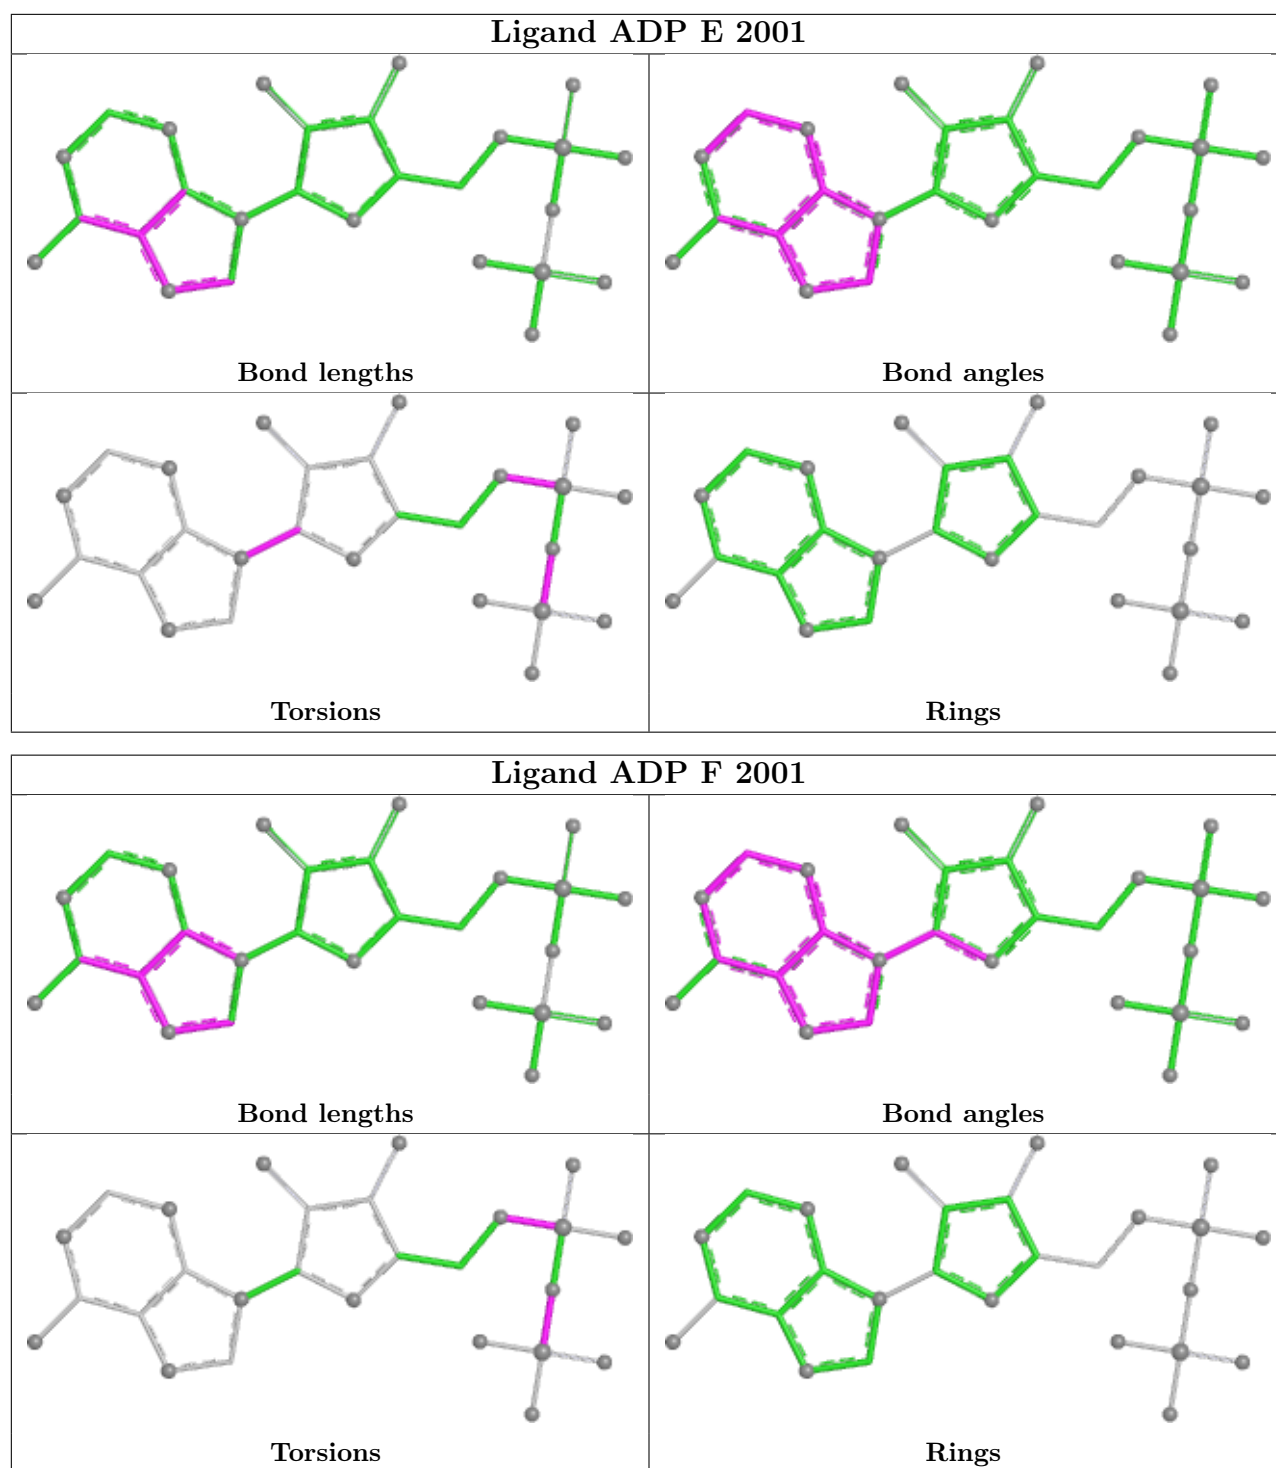 Ligand ADP E 2001
Bond lengths
Bond angles
Torsions
Rings
Ligand ADP F 2001
Bond lengths
Bond angles
Torsions
Rings